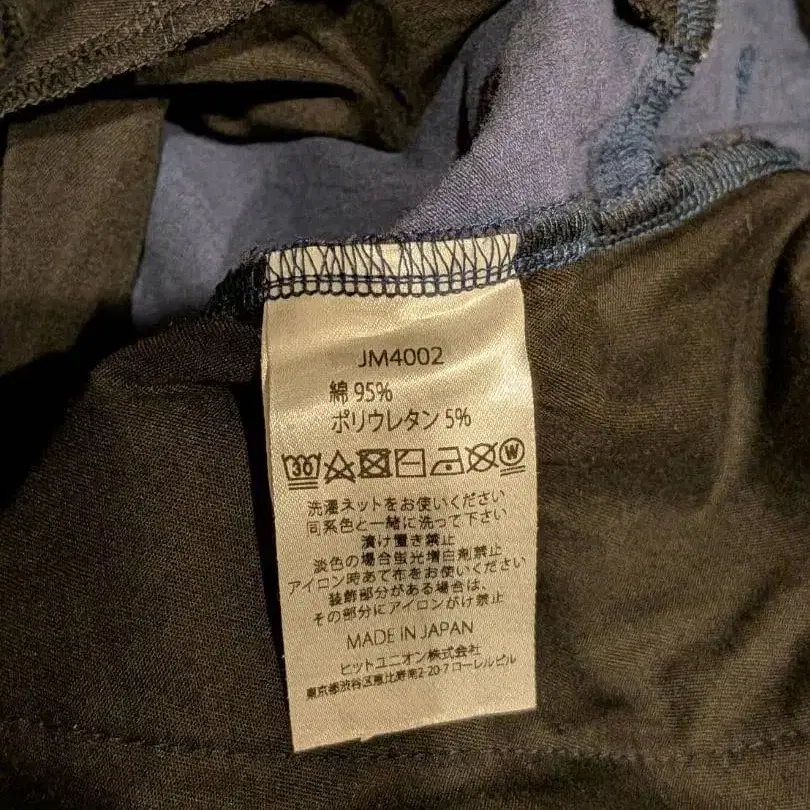 JM4002
綿 95%
ポリウレタン 5%
30 W
洗濯ネットをお使いください
同系色と一緒に洗って下さい
漬け置き禁止
淡色の場合蛍光増白剤禁止
アイロン時あて布をお使いください
装飾部分がある場合は、
その部分にアイロンがけ禁止
MADE IN JAPAN
ヒットユニオン株式会社
東京都渋谷区恵比寿南2-20-7 ローレルビル